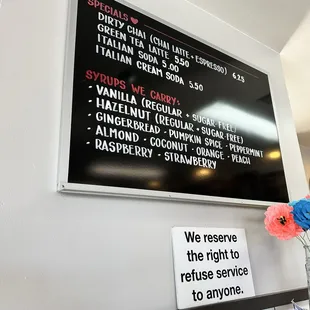 SPECIALS ♥
DIRTY CHAI (CHAI LATTE + ESPRESSO) 6.25
GREEN TEA LATTE 5.50
ITALIAN SODA 5.00
ITALIAN CREAM SODA 5.50
SYRUPS WE CARRY:
· VANILLA (REGULAR + SUGAR FREE)
· HAZELNUT (REGULAR + SUGAR FREE)
· GINGERBREAD · PUMPKIN SPICE · PEPPERMINT
· ALMOND · COCONUT · ORANGE · PEACH
· RASPBERRY · STRAWBERRY
We reserve
the right to
refuse service
to anyone.